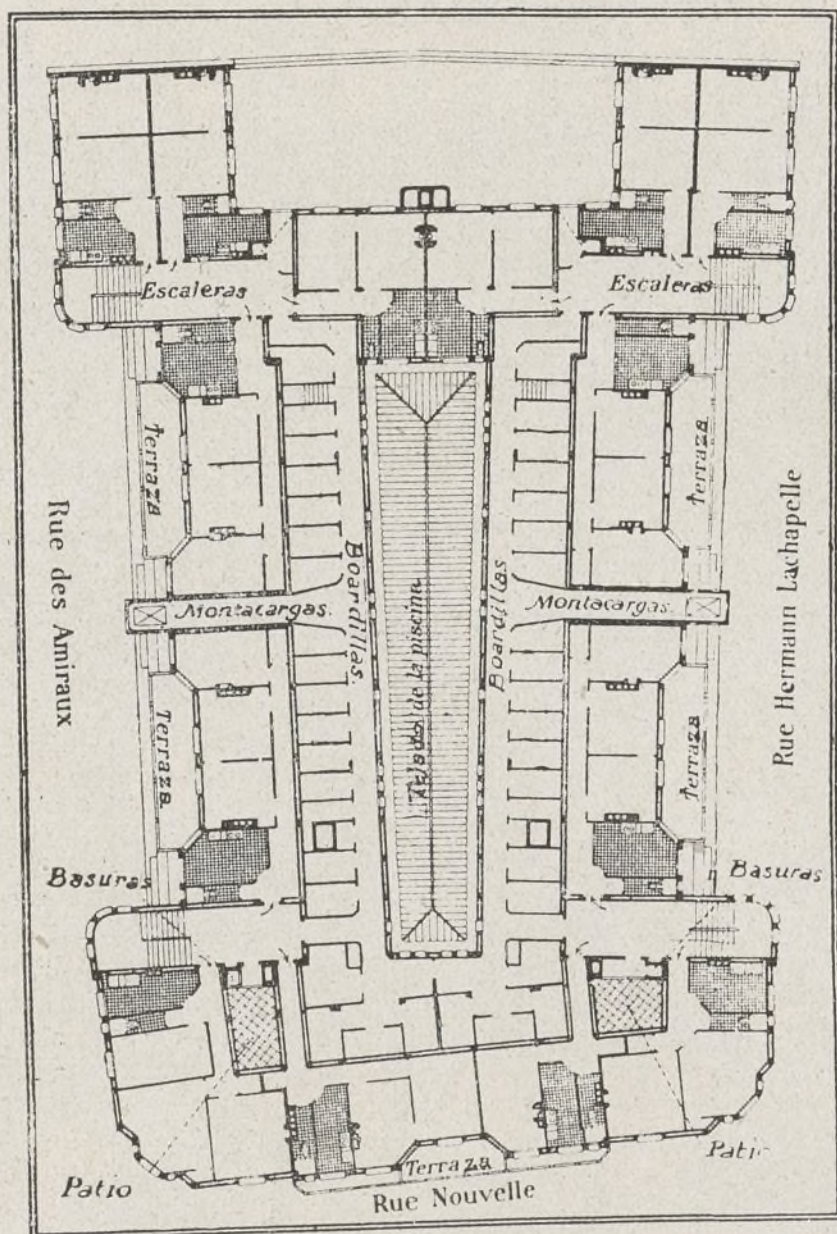 Escaleras
Escaleras
Terraza
Terraza
Rue des Amiraux
Rue Hermann Lachapelle
Boardillas.
Boardillas
Montacargas.
Montacargas.
de la piscina
Terraza
Terraza
Basuras
Basuras
Patio
Pati
Terraza
Rue Nouvelle